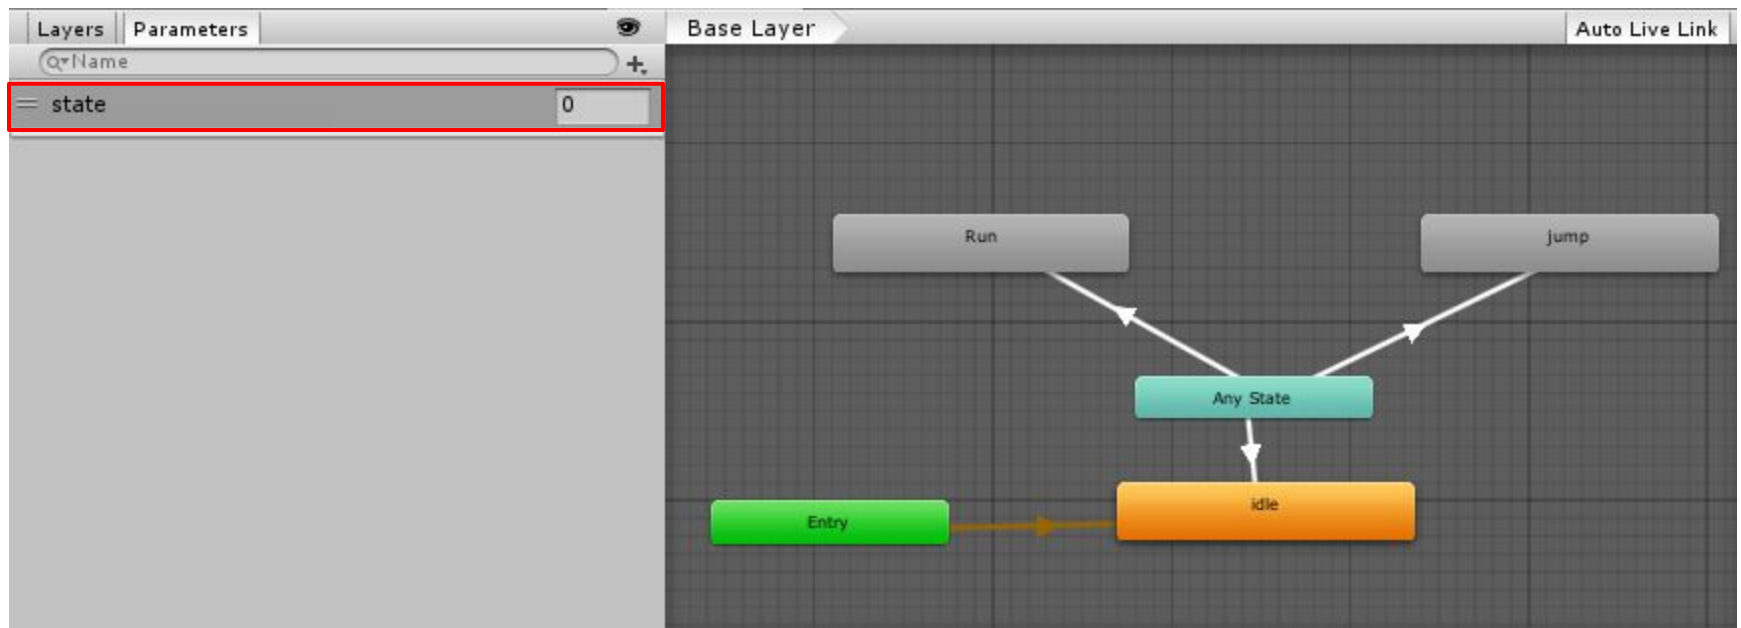 Layers Parameters
Name
state 0
Base Layer Auto Live Link
Run jump
Any State
idle
Entry